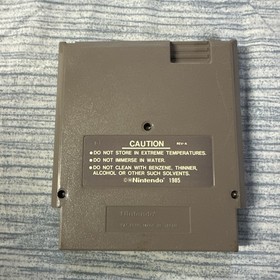 CAUTION
REV-A
● DO NOT STORE IN EXTREME TEMPERATURES.
● DO NOT IMMERSE IN WATER.
● DO NOT CLEAN WITH BENZENE, THINNER,
ALCOHOL OR OTHER SUCH SOLVENTS.
©®Nintendo® 1985
Nintendo